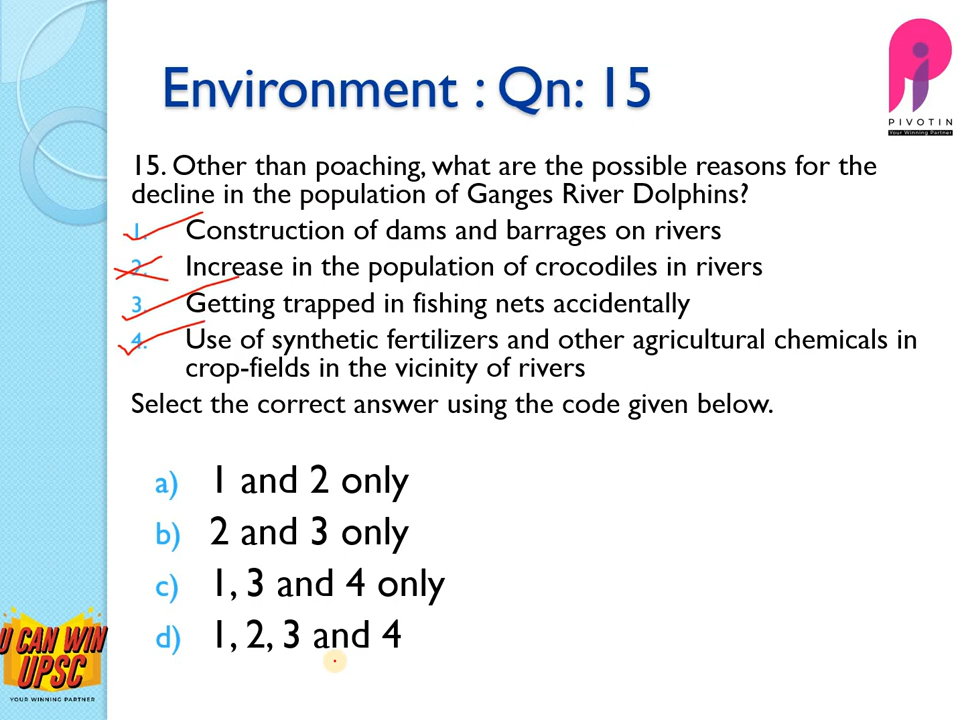 Environment : Qn: 15
PIVOTIN
Your Winning Partner
15. Other than poaching, what are the possible reasons for the
decline in the population of Ganges River Dolphins?
1. Construction of dams and barrages on rivers
2. Increase in the population of crocodiles in rivers
3. Getting trapped in fishing nets accidentally
4. Use of synthetic fertilizers and other agricultural chemicals in
crop-fields in the vicinity of rivers
Select the correct answer using the code given below.
a) 1 and 2 only
b) 2 and 3 only
c) 1, 3 and 4 only
d) 1, 2, 3 and 4
U CAN WIN
UPSC
YOUR WINNING PARTNER